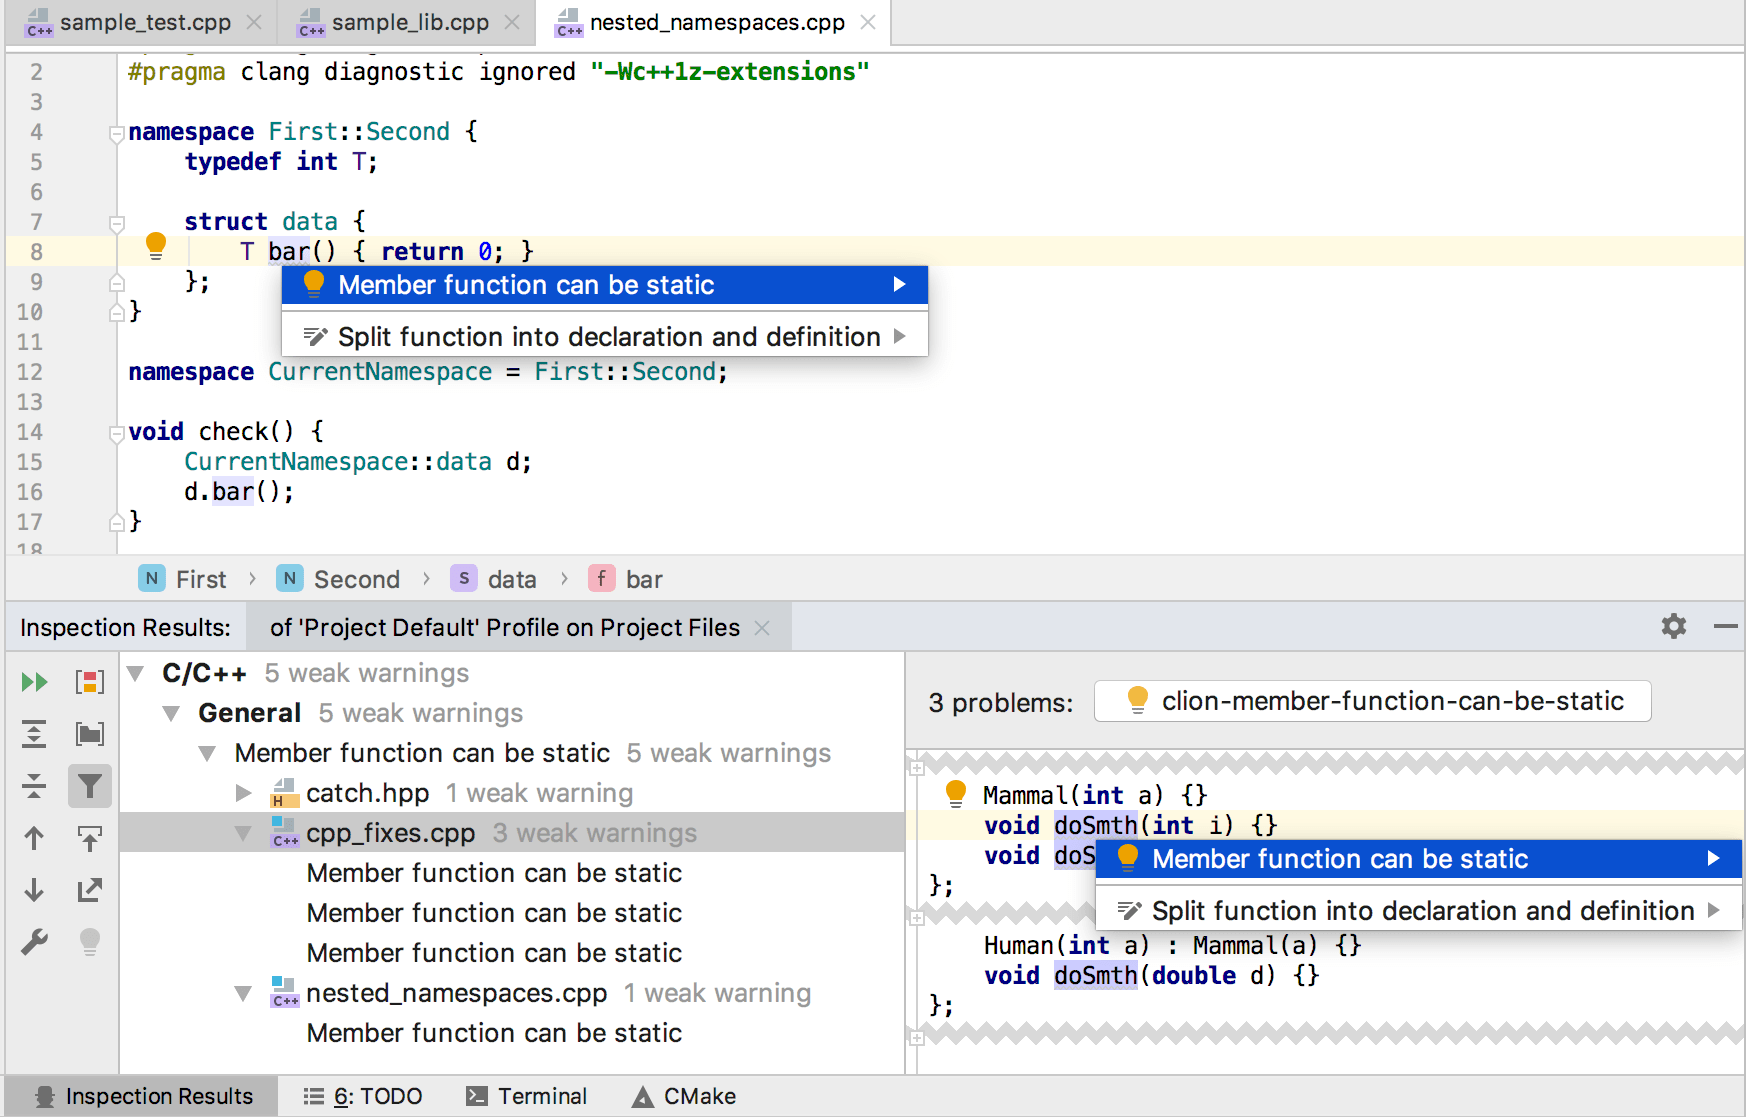 sample_test.cpp sample_lib.cpp nested_namespaces.cpp
2 #pragma clang diagnostic ignored "-Wc++1z-extensions"
3
4 namespace First::Second {
5 typedef int T;
6
7 struct data {
8 T bar() { return 0; }
9 };
Member function can be static
10 }
11
Split function into declaration and definition
12 namespace CurrentNamespace = First::Second;
13
14 void check() {
15 CurrentNamespace::data d;
16 d.bar();
17 }
18
N First > N Second > S data > f bar
Inspection Results: of 'Project Default' Profile on Project Files
C/C++ 5 weak warnings
General 5 weak warnings
Member function can be static 5 weak warnings
H catch.hpp 1 weak warning
C++ cpp_fixes.cpp 3 weak warnings
Member function can be static
Member function can be static
Member function can be static
C++ nested_namespaces.cpp 1 weak warning
Member function can be static
3 problems: clion-member-function-can-be-static
Mammal(int a) {}
void doSmth(int i) {}
void doS
Member function can be static
};
Split function into declaration and definition
Human(int a) : Mammal(a) {}
void doSmth(double d) {}
};
Inspection Results 6: TODO Terminal CMake